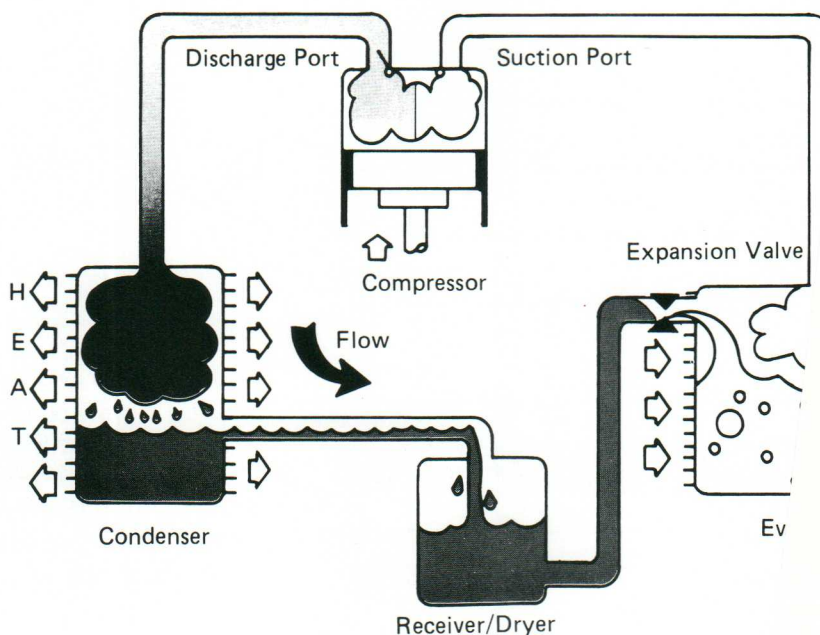 Discharge Port
Suction Port
Expansion Valve
Compressor
H
E
A
T
Flow
Condenser
Ev
Receiver/Dryer